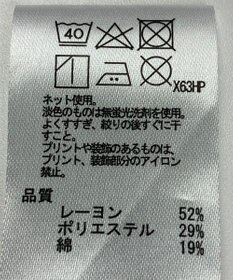 40
X63HP
ネット使用。
淡色のものは無蛍光洗剤を使用。
よくすすぎ、絞りの後すぐに干
すこと。
プリントや装飾のあるものは、
プリント、装飾部分のアイロン
禁止。
品質
レーヨン 52%
ポリエステル 29%
綿 19%